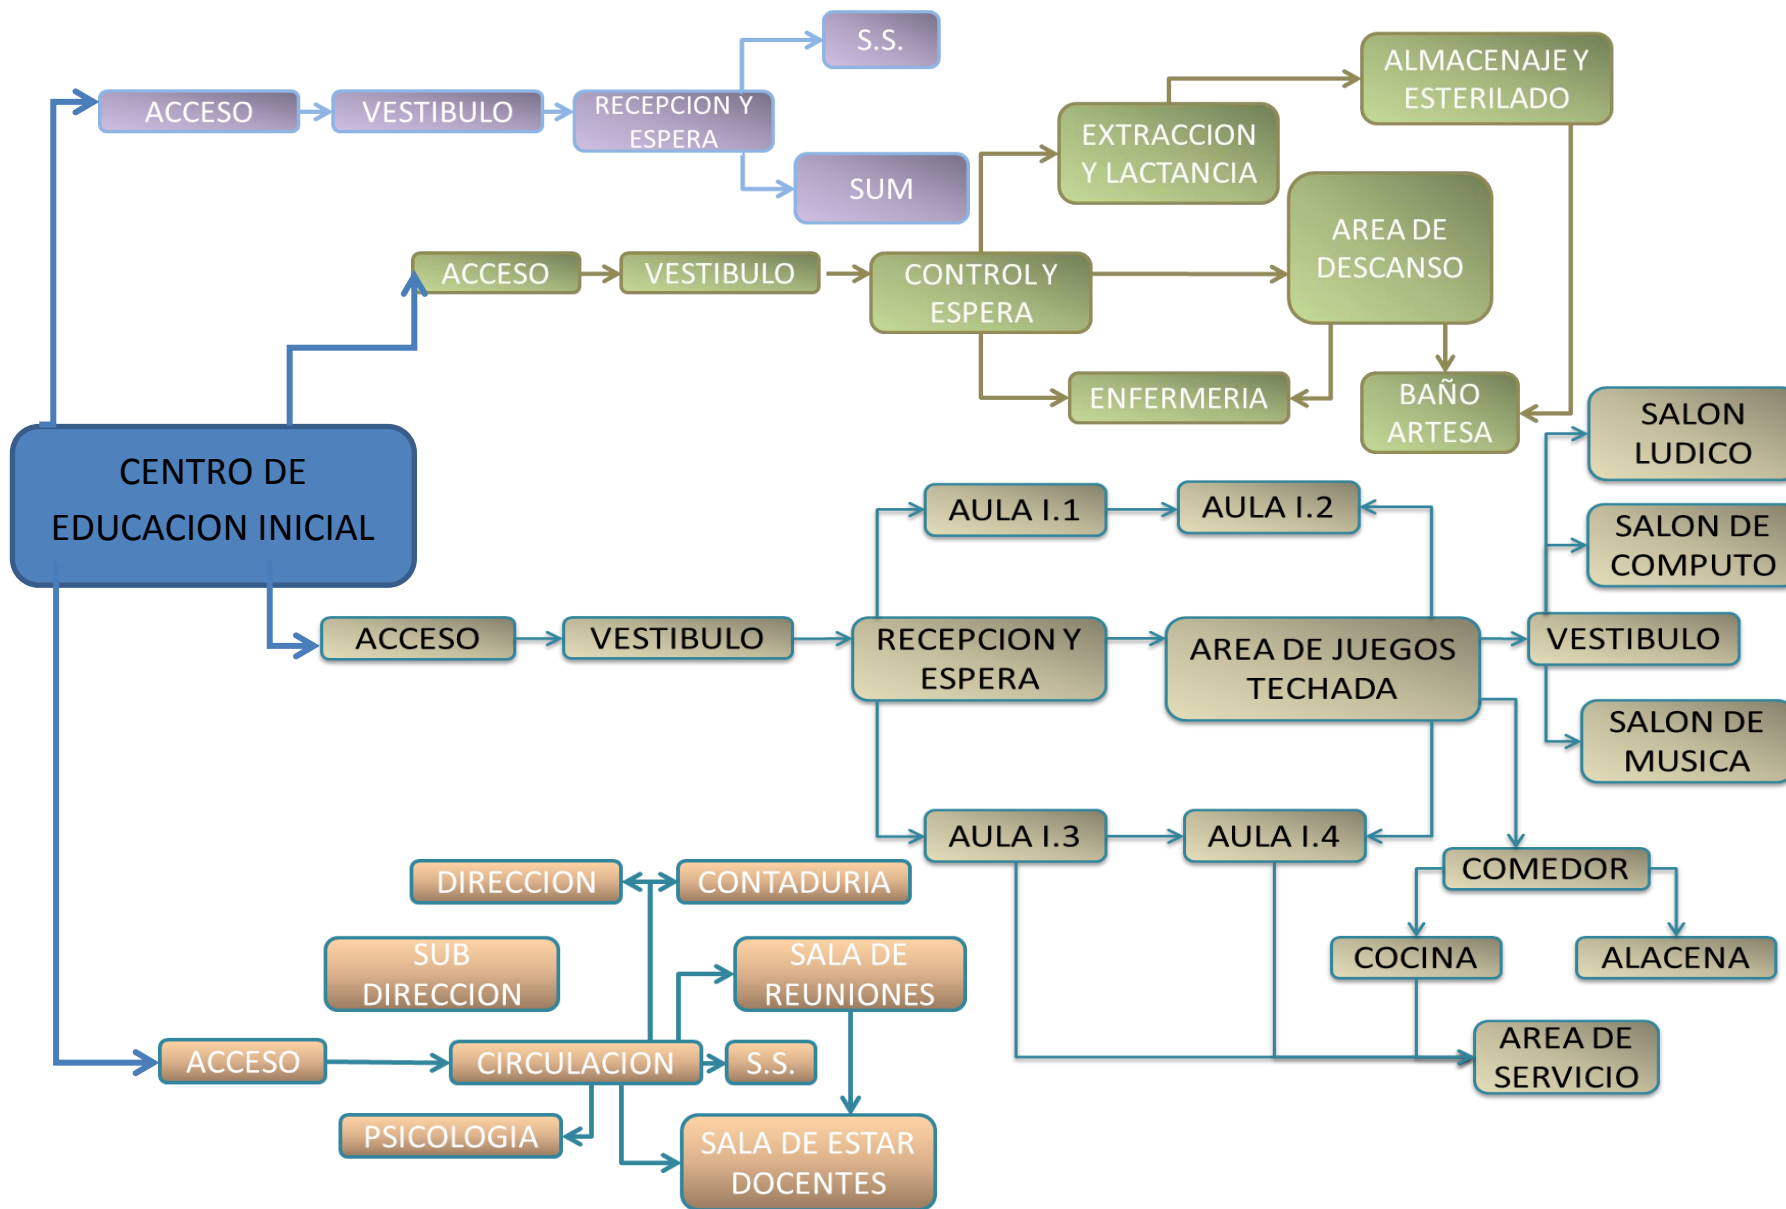 S.S.
ACCESO
VESTIBULO
RECEPCION Y
ESPERA
SUM
ALMACENAJE Y
ESTERILADO
EXTRACCION
Y LACTANCIA
AREA DE
DESCANSO
ACCESO
VESTIBULO
CONTROL Y
ESPERA
ENFERMERIA
BAÑO
ARTESA
CENTRO DE
EDUCACION INICIAL
SALON
LUDICO
AULA I.1
AULA I.2
SALON DE
COMPUTO
ACCESO
VESTIBULO
RECEPCION Y
ESPERA
AREA DE JUEGOS
TECHADA
VESTIBULO
SALON DE
MUSICA
AULA I.3
AULA I.4
COMEDOR
COCINA
ALACENA
AREA DE
SERVICIO
DIRECCION
CONTADURIA
SUB
DIRECCION
SALA DE
REUNIONES
ACCESO
CIRCULACION
S.S.
PSICOLOGIA
SALA DE ESTAR
DOCENTES